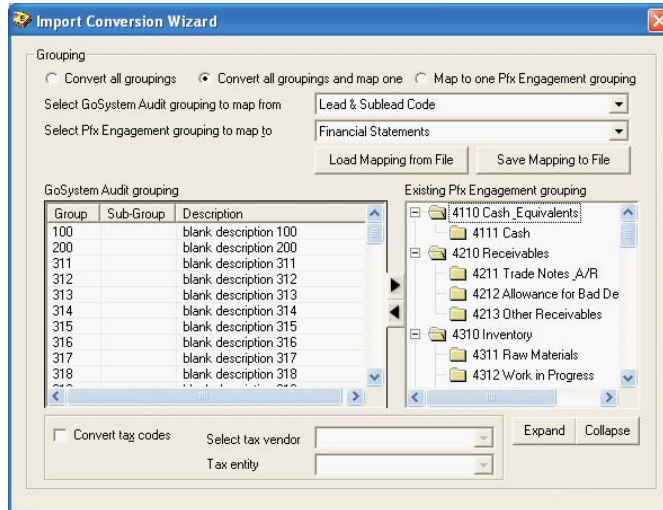 Import Conversion Wizard
Grouping
Convert all groupings Convert all groupings and map one Map to one Pfx Engagement grouping
Select GoSystem Audit grouping to map from Lead & Sublead Code
Select Pfx Engagement grouping to map to Financial Statements
Load Mapping from File Save Mapping to File
GoSystem Audit grouping Existing Pfx Engagement grouping
Group Sub-Group Description
100 blank description 100
200 blank description 200
311 blank description 311
312 blank description 312
313 blank description 313
314 blank description 314
315 blank description 315
316 blank description 316
317 blank description 317
318 blank description 318
4110 Cash_Equivalents
4111 Cash
4210 Receivables
4211 Trade Notes_A/R
4212 Allowance for Bad De
4213 Other Receivables
4310 Inventory
4311 Raw Materials
4312 Work in Progress
Convert tax codes Select tax vendor Expand Collapse
Tax entity